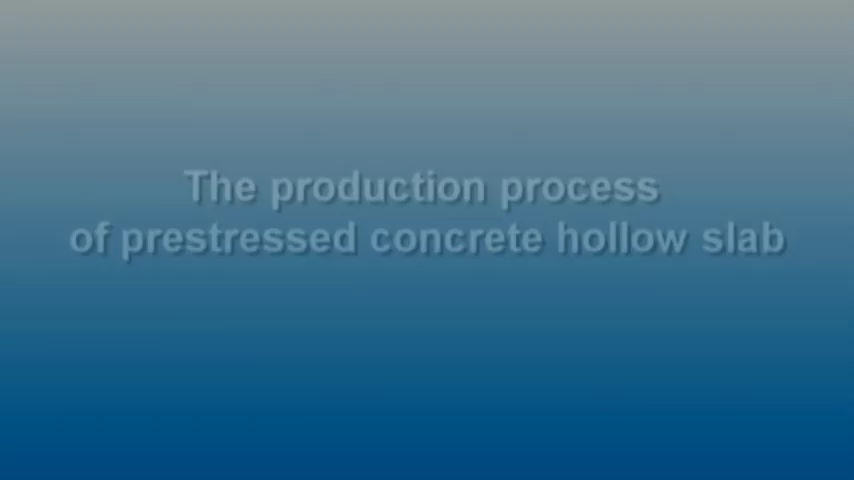 The production process
of prestressed concrete hollow slab